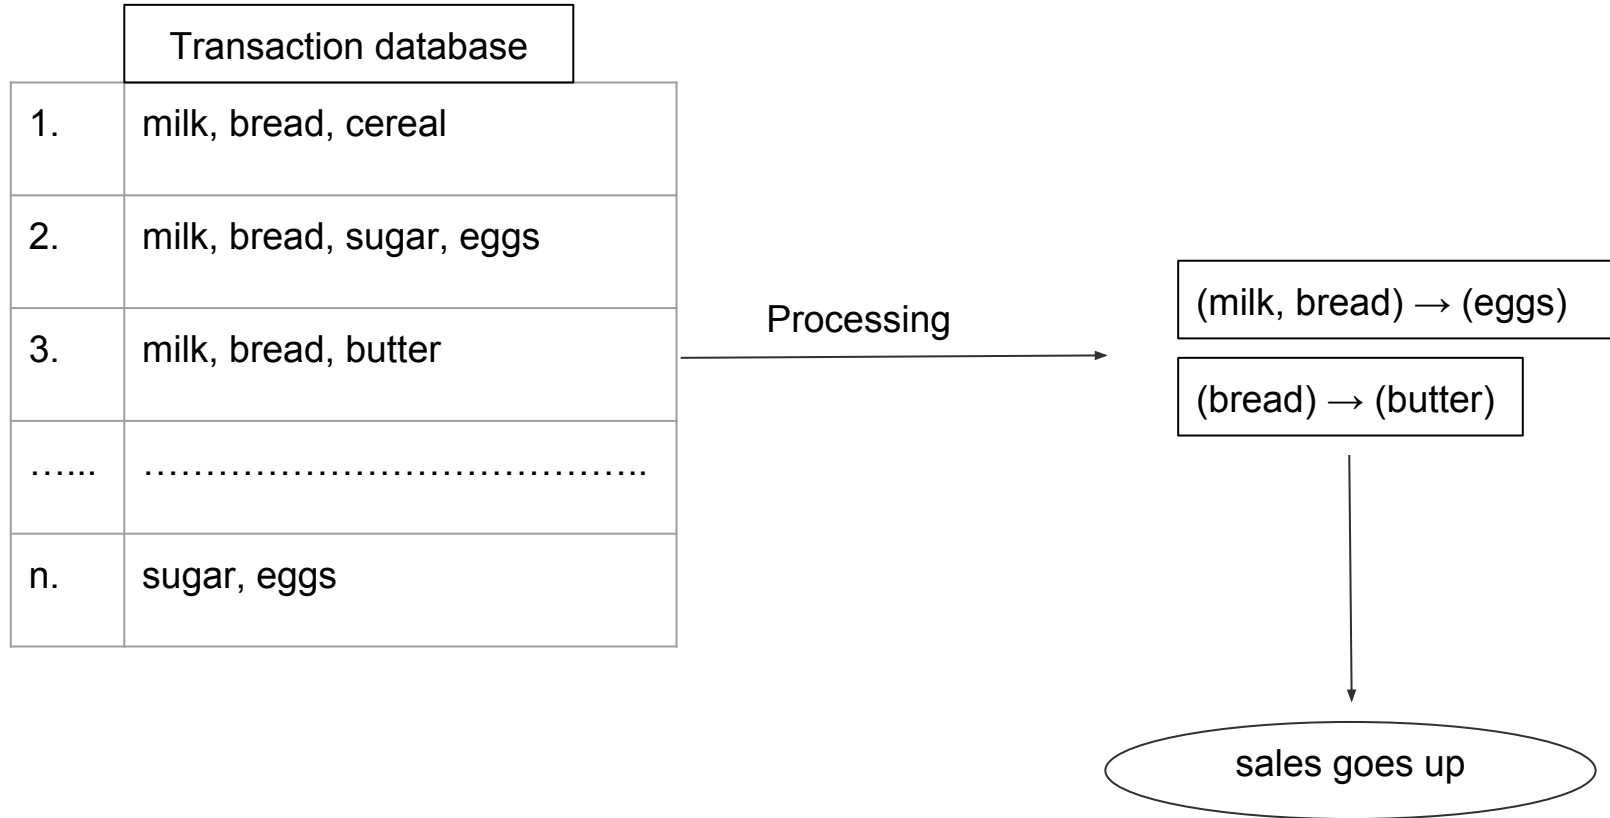 Transaction database
1. milk, bread, cereal
2. milk, bread, sugar, eggs
3. milk, bread, butter
…... …………………………………..
n. sugar, eggs
Processing
(milk, bread) → (eggs)
(bread) → (butter)
sales goes up